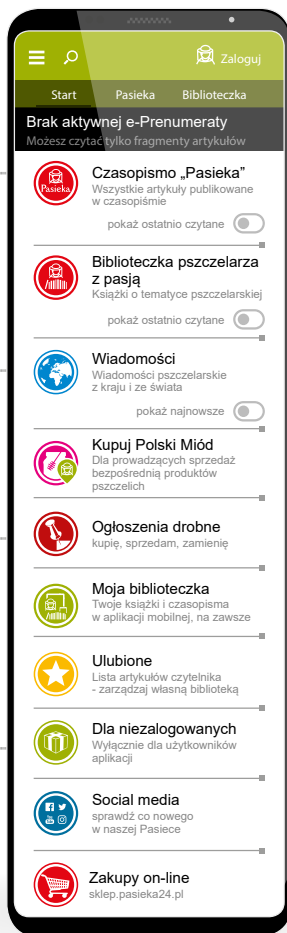 Zaloguj
Start Pasieka Biblioteczka
Brak aktywnej e-Prenumeraty
Możesz czytać tylko fragmenty artykułów
Pasieka
Czasopismo „Pasieka”
Wszystkie artykuły publikowane
w czasopiśmie
pokaż ostatnio czytane
Biblioteczka pszczelarza
z pasją
Książki o tematyce pszczelarskiej
pokaż ostatnio czytane
Wiadomości
Wiadomości pszczelarskie
z kraju i ze świata
pokaż najnowsze
Kupuj Polski Miód
Dla prowadzących sprzedaż
bezpośrednią produktów
pszczelich
Ogłoszenia drobne
kupię, sprzedam, zamienię
Moja biblioteczka
Twoje książki i czasopisma
w aplikacji mobilnej, na zawsze
Ulubione
Lista artykułów czytelnika
- zarządzaj własną biblioteką
Dla niezalogowanych
Wyłącznie dla użytkowników
aplikacji
Social media
sprawdź co nowego
w naszej Pasiece
Zakupy on-line
sklep.pasieka24.pl